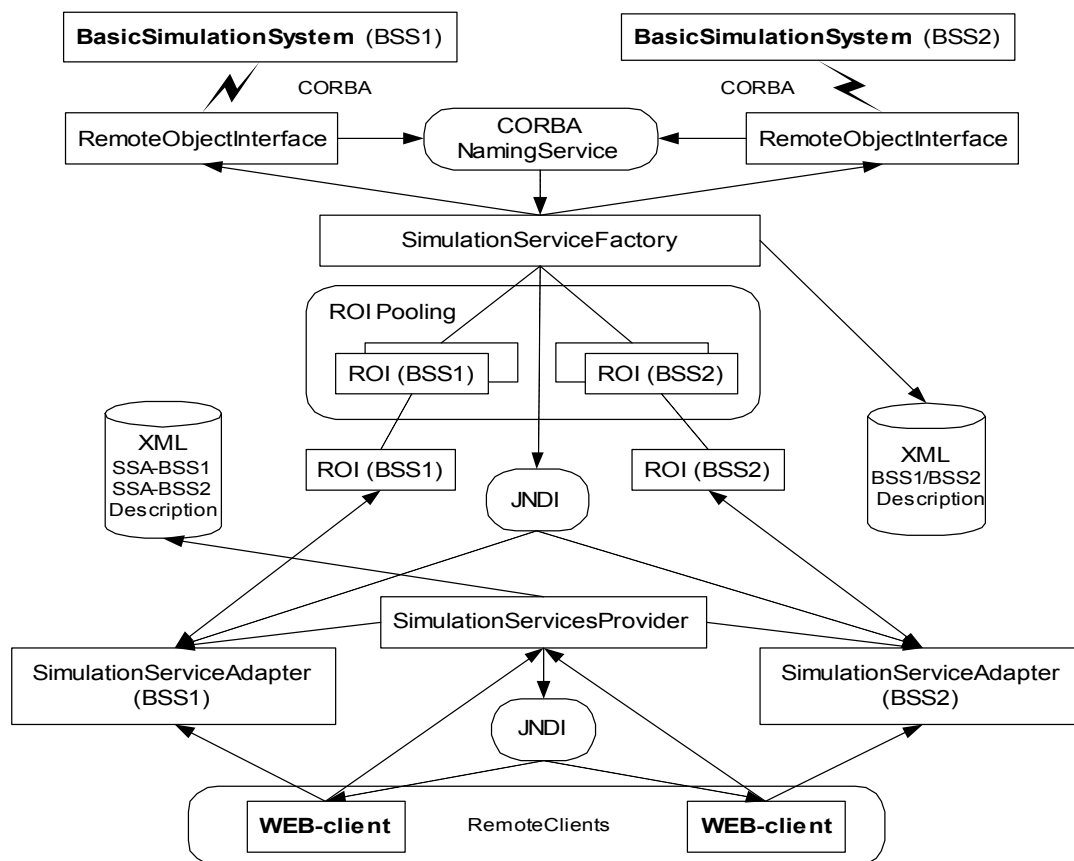 BasicSimulationSystem (BSS1)
BasicSimulationSystem (BSS2)
CORBA
CORBA
RemoteObjectInterface
CORBA
NamingService
RemoteObjectInterface
SimulationServiceFactory
ROI Pooling
ROI (BSS1)
ROI (BSS2)
XML
SSA-BSS1
SSA-BSS2
Description
ROI (BSS1)
JNDI
ROI (BSS2)
XML
BSS1/BSS2
Description
SimulationServicesProvider
SimulationServiceAdapter
(BSS1)
SimulationServiceAdapter
(BSS2)
JNDI
WEB-client
RemoteClients
WEB-client